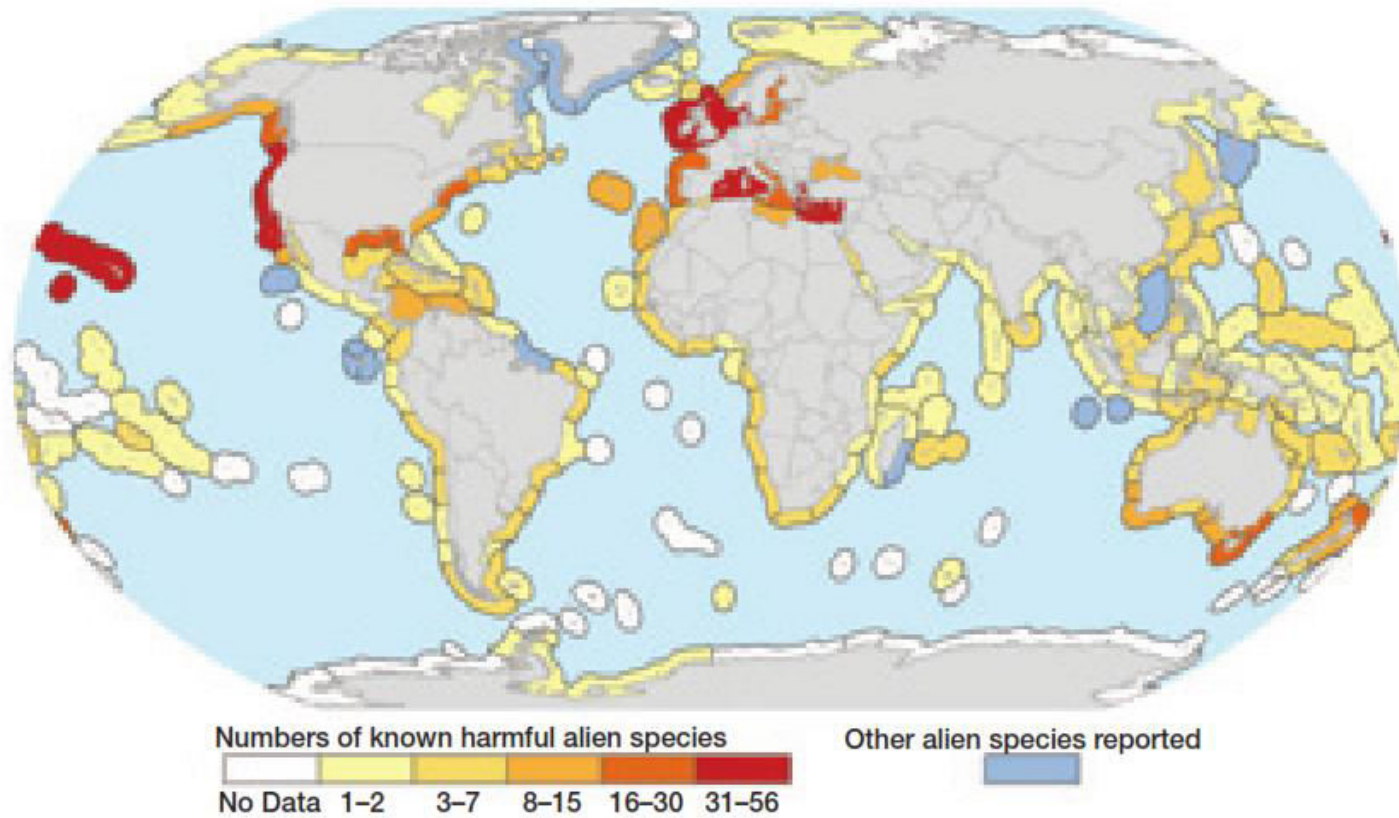 Numbers of known harmful alien species
Other alien species reported
No Data 1–2 3–7 8–15 16–30 31–56